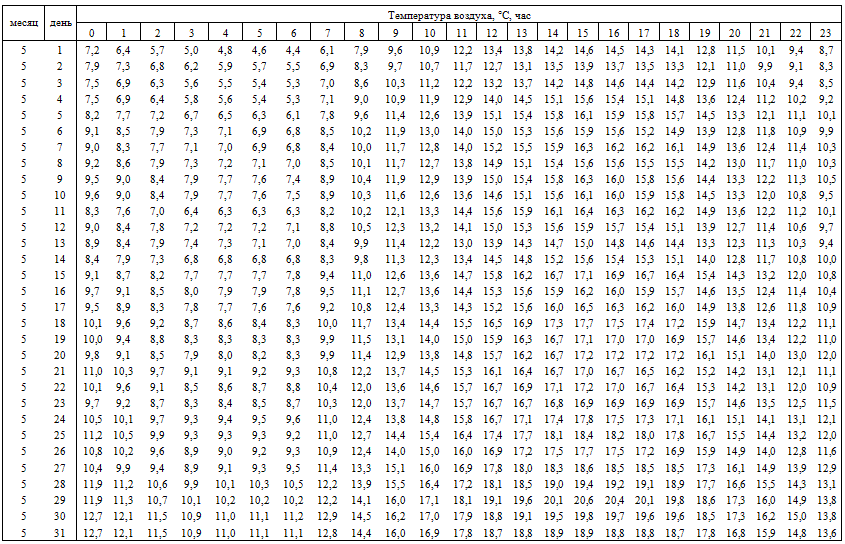 месяц день Температура воздуха, °С, час
0 1 2 3 4 5 6 7 8 9 10 11 12 13 14 15 16 17 18 19 20 21 22 23
5 1 7,2 6,4 5,7 5,0 4,8 4,6 4,4 6,1 7,9 9,6 10,9 12,2 13,4 13,8 14,2 14,6 14,5 14,3 14,1 12,8 11,5 10,1 9,4 8,7
5 2 7,9 7,3 6,8 6,2 5,9 5,7 5,5 6,9 8,3 9,7 10,7 11,7 12,7 13,1 13,5 13,9 13,7 13,5 13,3 12,1 11,0 9,9 9,1 8,3
5 3 7,5 6,9 6,3 5,6 5,5 5,4 5,3 7,0 8,6 10,3 11,2 12,2 13,2 13,7 14,2 14,8 14,6 14,4 14,2 12,9 11,6 10,4 9,4 8,5
5 4 7,5 6,9 6,4 5,8 5,6 5,4 5,3 7,1 9,0 10,9 11,9 12,9 14,0 14,5 15,1 15,6 15,4 15,1 14,8 13,6 12,4 11,2 10,2 9,2
5 5 8,2 7,7 7,2 6,7 6,5 6,3 6,1 7,8 9,6 11,4 12,6 13,9 15,1 15,4 15,8 16,1 15,9 15,8 15,7 14,5 13,3 12,1 11,1 10,1
5 6 9,1 8,5 7,9 7,3 7,1 6,9 6,8 8,5 10,2 11,9 13,0 14,0 15,0 15,3 15,6 15,9 15,6 15,2 14,9 13,9 12,8 11,8 10,9 9,9
5 7 9,0 8,3 7,7 7,1 7,0 6,9 6,8 8,4 10,0 11,7 12,8 14,0 15,2 15,5 15,9 16,3 16,2 16,2 16,1 14,9 13,6 12,4 11,4 10,3
5 8 9,2 8,6 7,9 7,3 7,2 7,1 7,0 8,5 10,1 11,7 12,7 13,8 14,9 15,1 15,4 15,6 15,6 15,5 15,5 14,2 13,0 11,7 11,0 10,3
5 9 9,5 9,0 8,4 7,9 7,7 7,6 7,4 8,9 10,4 11,9 12,9 13,9 15,0 15,4 15,8 16,3 16,0 15,8 15,6 14,4 13,3 12,2 11,3 10,5
5 10 9,6 9,0 8,4 7,9 7,7 7,6 7,5 8,9 10,3 11,6 12,6 13,6 14,6 15,1 15,6 16,1 16,0 15,9 15,8 14,5 13,3 12,0 10,8 9,5
5 11 8,3 7,6 7,0 6,4 6,3 6,3 6,3 8,2 10,2 12,1 13,3 14,4 15,6 15,9 16,1 16,4 16,3 16,2 16,2 14,9 13,6 12,2 11,2 10,1
5 12 9,0 8,4 7,8 7,2 7,2 7,2 7,1 8,8 10,5 12,3 13,2 14,1 15,0 15,3 15,6 15,9 15,7 15,4 15,1 13,9 12,7 11,4 10,6 9,7
5 13 8,9 8,4 7,9 7,4 7,3 7,1 7,0 8,4 9,9 11,4 12,2 13,0 13,9 14,3 14,7 15,0 14,8 14,6 14,4 13,3 12,3 11,3 10,3 9,4
5 14 8,4 7,9 7,3 6,8 6,8 6,8 6,8 8,3 9,8 11,3 12,3 13,4 14,5 14,8 15,2 15,6 15,4 15,3 15,1 14,0 12,8 11,7 10,8 10,0
5 15 9,1 8,7 8,2 7,7 7,7 7,7 7,8 9,4 11,0 12,6 13,6 14,7 15,8 16,2 16,7 17,1 16,9 16,7 16,4 15,4 14,3 13,2 12,0 10,8
5 16 9,7 9,1 8,5 8,0 7,9 7,9 7,8 9,5 11,1 12,7 13,6 14,4 15,3 15,6 15,9 16,2 16,0 15,9 15,7 14,6 13,5 12,4 11,4 10,4
5 17 9,5 8,9 8,3 7,8 7,7 7,6 7,6 9,2 10,8 12,4 13,3 14,3 15,2 15,6 16,0 16,5 16,3 16,2 16,0 14,9 13,8 12,6 11,8 10,9
5 18 10,1 9,6 9,2 8,7 8,6 8,4 8,3 10,0 11,7 13,4 14,4 15,5 16,5 16,9 17,3 17,7 17,5 17,4 17,2 15,9 14,7 13,4 12,2 11,1
5 19 10,0 9,4 8,8 8,3 8,3 8,3 8,3 9,9 11,5 13,1 14,0 15,0 15,9 16,3 16,7 17,1 17,0 17,0 16,9 15,7 14,6 13,4 12,2 11,0
5 20 9,8 9,1 8,5 7,9 8,0 8,2 8,3 9,9 11,4 12,9 13,8 14,8 15,7 16,2 16,7 17,2 17,2 17,2 17,2 16,1 15,1 14,0 13,0 12,0
5 21 11,0 10,3 9,7 9,1 9,1 9,2 9,3 10,8 12,2 13,7 14,5 15,3 16,1 16,4 16,7 17,0 16,7 16,5 16,2 15,2 14,2 13,1 12,1 11,1
5 22 10,1 9,6 9,1 8,5 8,6 8,7 8,8 10,4 12,0 13,6 14,6 15,7 16,7 16,9 17,1 17,2 17,0 16,7 16,4 15,3 14,2 13,1 12,0 10,9
5 23 9,7 9,2 8,7 8,3 8,4 8,5 8,7 10,3 12,0 13,7 14,7 15,7 16,7 16,7 16,8 16,9 16,9 16,9 16,9 15,7 14,6 13,5 12,5 11,5
5 24 10,5 10,1 9,7 9,3 9,4 9,5 9,6 11,0 12,4 13,8 14,8 15,8 16,7 17,1 17,4 17,8 17,5 17,3 17,1 16,1 15,1 14,1 13,1 12,1
5 25 11,2 10,5 9,9 9,3 9,3 9,3 9,2 11,0 12,7 14,4 15,4 16,4 17,4 17,7 18,1 18,4 18,2 18,0 17,8 16,7 15,5 14,4 13,2 12,0
5 26 10,8 10,2 9,6 8,9 9,0 9,2 9,3 10,9 12,4 14,0 15,0 16,0 16,9 17,2 17,5 17,7 17,7 17,5 17,2 16,9 15,9 14,9 14,0 12,8 11,6
5 27 10,4 9,9 9,4 8,9 9,1 9,3 9,5 11,4 13,3 15,1 16,0 16,9 17,8 18,0 18,3 18,6 18,5 18,5 18,5 17,3 16,1 14,9 13,9 12,9
5 28 11,9 11,2 10,6 9,9 10,1 10,3 10,5 12,2 13,9 15,5 16,4 17,2 18,1 18,5 19,0 19,4 19,2 19,1 18,9 17,7 16,6 15,5 14,3 13,1
5 29 11,9 11,3 10,7 10,1 10,2 10,2 10,2 12,2 14,1 16,0 17,1 18,1 19,1 19,6 20,1 20,6 20,4 20,1 19,8 18,6 17,3 16,0 14,9 13,8
5 30 12,7 12,1 11,5 10,9 11,0 11,1 11,2 12,9 14,5 16,2 17,0 17,9 18,8 19,1 19,5 19,8 19,7 19,6 19,6 18,5 17,3 16,2 15,0 13,8
5 31 12,7 12,1 11,5 10,9 11,0 11,1 11,1 12,8 14,4 16,0 16,9 17,8 18,7 18,8 18,9 18,9 18,8 18,8 18,7 17,8 16,8 15,9 14,8 13,6